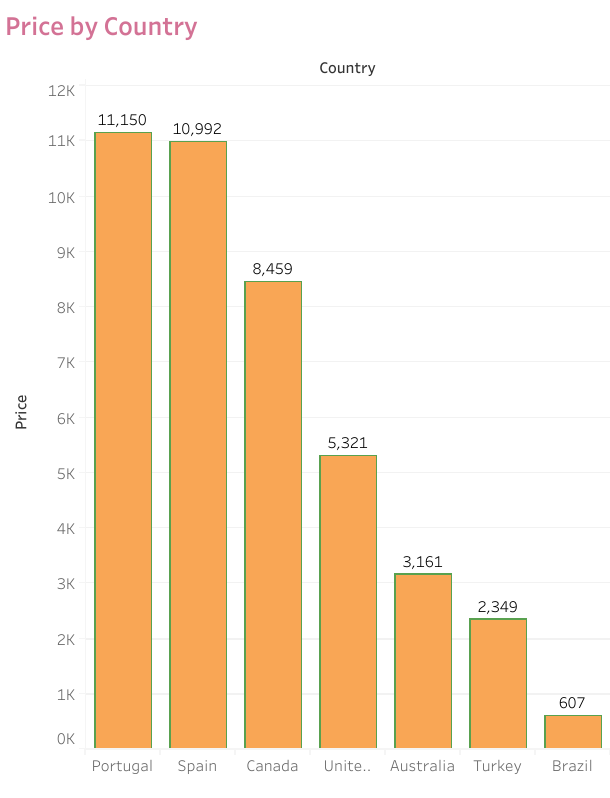 Price by Country
Country
12K
11K
10K
9K
8K
7K
6K
5K
4K
3K
2K
1K
0K
Price
11,150
10,992
8,459
5,321
3,161
2,349
607
Portugal Spain Canada Unite.. Australia Turkey Brazil